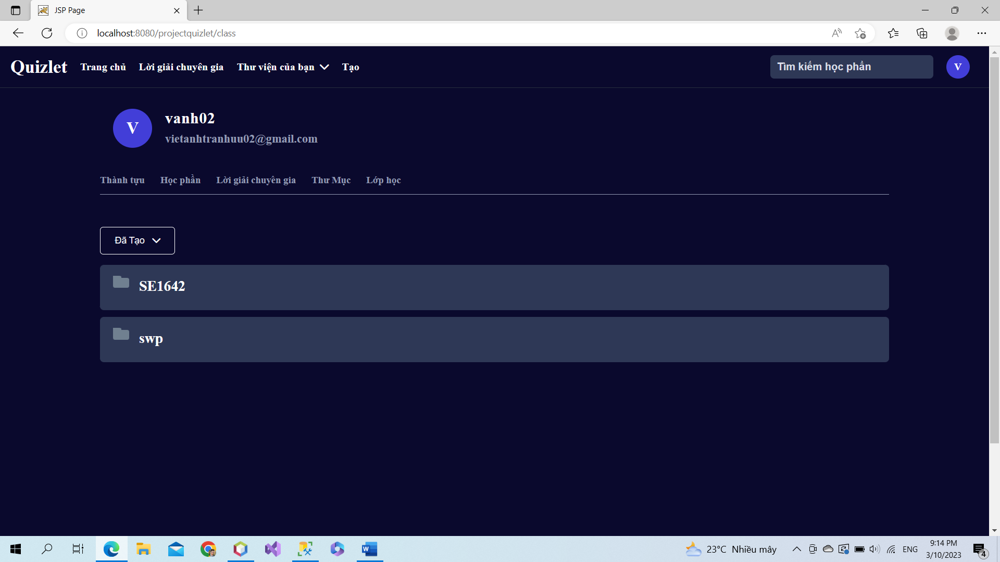 JSP Page
localhost:8080/projectquizlet/class
Quizlet Trang chủ Lời giải chuyên gia Thư viện của bạn Tạo Tìm kiếm học phần V
V vanh02
vietanhtranhuu02@gmail.com
Thành tựu Học phần Lời giải chuyên gia Thư Mục Lớp học
Đã Tạo
SE1642
swp
23°C Nhiều mây ENG 9:14 PM
3/10/2023 4